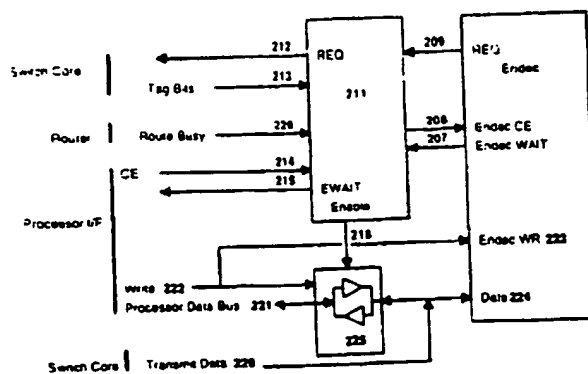 212 REQ 209 REQ
Switch Core Endec
Tag Bits 213 211
Router Route Busy 226 208 Endec CE
207 Endec WAIT
CE 214
215 EWAIT
Enable
Processor I/F
218
Endec WR 223
Write 222
Processor Data Bus 221 Data 224
225
Switch Core Transmit Data 220